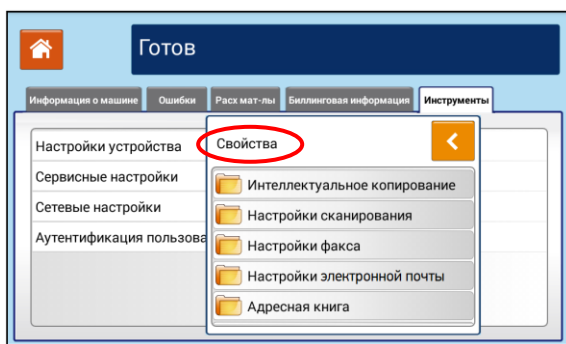 Готов
Информация о машине
Ошибки
Расх мат-лы
Биллинговая информация
Инструменты
Настройки устройства
Сервисные настройки
Сетевые настройки
Аутентификация пользова
Свойства
Интеллектуальное копирование
Настройки сканирования
Настройки факса
Настройки электронной почты
Адресная книга